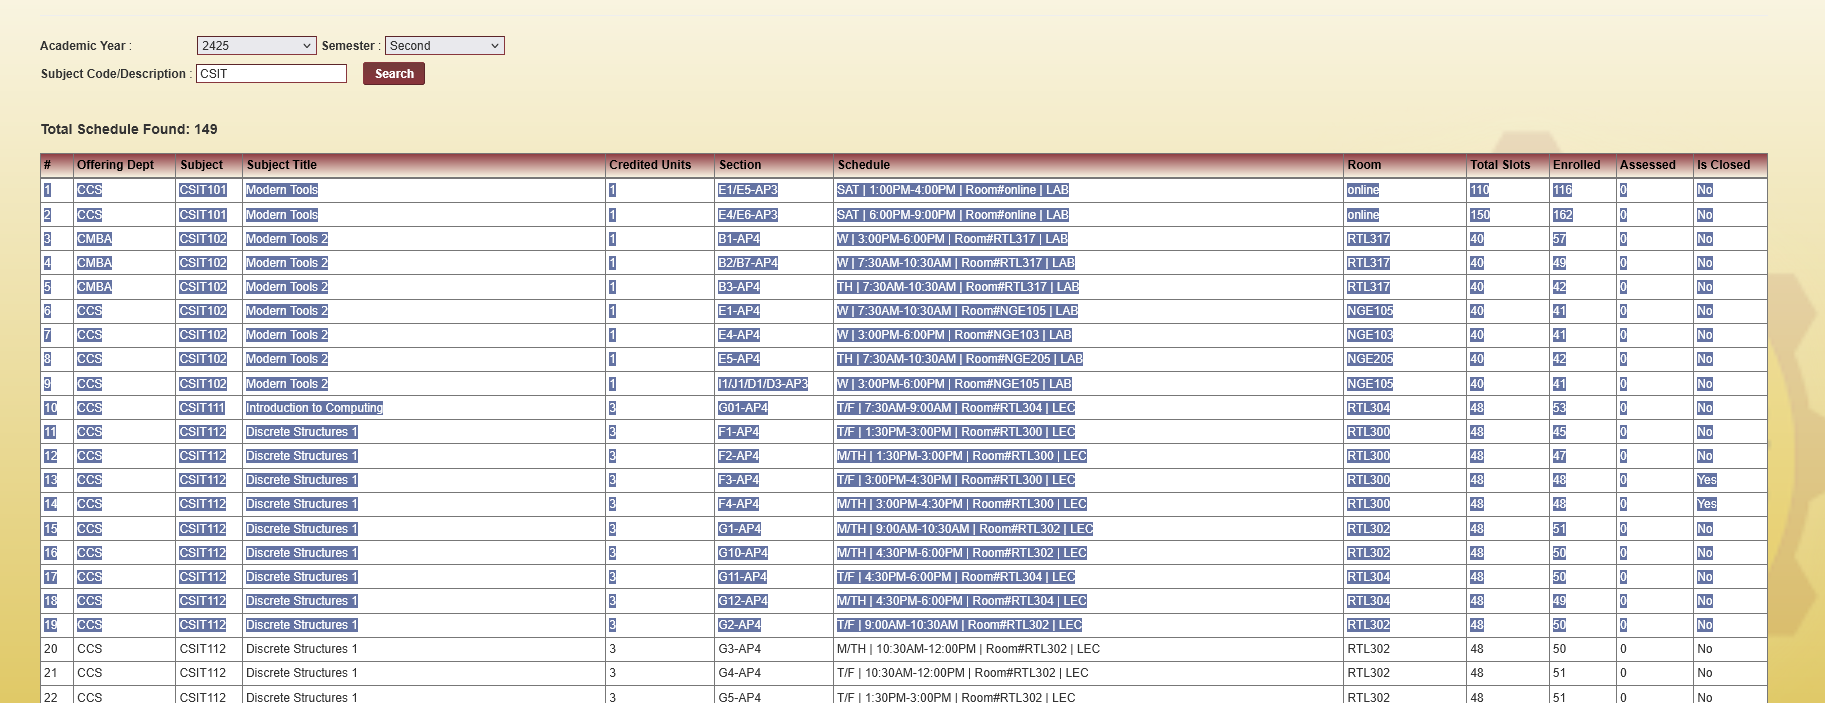 Academic Year : 2425 Semester : Second
Subject Code/Description : CSIT Search
Total Schedule Found: 149
# Offering Dept Subject Subject Title Credited Units Section Schedule Room Total Slots Enrolled Assessed Is Closed
1 CCS CSIT101 Modern Tools 1 E1/E5-AP3 SAT | 1:00PM-4:00PM | Room#online | LAB online 110 116 0 No
2 CCS CSIT101 Modern Tools 1 E4/E6-AP3 SAT | 6:00PM-9:00PM | Room#online | LAB online 150 162 0 No
3 CMBA CSIT102 Modern Tools 2 1 B1-AP4 W | 3:00PM-6:00PM | Room#RTL317 | LAB RTL317 40 57 0 No
4 CMBA CSIT102 Modern Tools 2 1 B2/B7-AP4 W | 7:30AM-10:30AM | Room#RTL317 | LAB RTL317 40 49 0 No
5 CMBA CSIT102 Modern Tools 2 1 B3-AP4 TH | 7:30AM-10:30AM | Room#RTL317 | LAB RTL317 40 42 0 No
6 CCS CSIT102 Modern Tools 2 1 E1-AP4 W | 7:30AM-10:30AM | Room#NGE105 | LAB NGE105 40 41 0 No
7 CCS CSIT102 Modern Tools 2 1 E4-AP4 W | 3:00PM-6:00PM | Room#NGE103 | LAB NGE103 40 41 0 No
8 CCS CSIT102 Modern Tools 2 1 E5-AP4 TH | 7:30AM-10:30AM | Room#NGE205 | LAB NGE205 40 42 0 No
9 CCS CSIT102 Modern Tools 2 1 I1/J1/D1/D3-AP3 W | 3:00PM-6:00PM | Room#NGE105 | LAB NGE105 40 41 0 No
10 CCS CSIT111 Introduction to Computing 3 G01-AP4 T/F | 7:30AM-9:00AM | Room#RTL304 | LEC RTL304 48 53 0 No
11 CCS CSIT112 Discrete Structures 1 3 F1-AP4 T/F | 1:30PM-3:00PM | Room#RTL300 | LEC RTL300 48 45 0 No
12 CCS CSIT112 Discrete Structures 1 3 F2-AP4 M/TH | 1:30PM-3:00PM | Room#RTL300 | LEC RTL300 48 47 0 No
13 CCS CSIT112 Discrete Structures 1 3 F3-AP4 T/F | 3:00PM-4:30PM | Room#RTL300 | LEC RTL300 48 48 0 Yes
14 CCS CSIT112 Discrete Structures 1 3 F4-AP4 M/TH | 3:00PM-4:30PM | Room#RTL300 | LEC RTL300 48 48 0 Yes
15 CCS CSIT112 Discrete Structures 1 3 G1-AP4 M/TH | 9:00AM-10:30AM | Room#RTL302 | LEC RTL302 48 51 0 No
16 CCS CSIT112 Discrete Structures 1 3 G10-AP4 M/TH | 4:30PM-6:00PM | Room#RTL302 | LEC RTL302 48 50 0 No
17 CCS CSIT112 Discrete Structures 1 3 G11-AP4 T/F | 4:30PM-6:00PM | Room#RTL304 | LEC RTL304 48 50 0 No
18 CCS CSIT112 Discrete Structures 1 3 G12-AP4 M/TH | 4:30PM-6:00PM | Room#RTL304 | LEC RTL304 48 49 0 No
19 CCS CSIT112 Discrete Structures 1 3 G2-AP4 T/F | 9:00AM-10:30AM | Room#RTL302 | LEC RTL302 48 50 0 No
20 CCS CSIT112 Discrete Structures 1 3 G3-AP4 M/TH | 10:30AM-12:00PM | Room#RTL302 | LEC RTL302 48 50 0 No
21 CCS CSIT112 Discrete Structures 1 3 G4-AP4 T/F | 10:30AM-12:00PM | Room#RTL302 | LEC RTL302 48 51 0 No
22 CCS CSIT112 Discrete Structures 1 3 G5-AP4 T/F | 1:30PM-3:00PM | Room#RTL302 | LEC RTL302 48 51 0 No